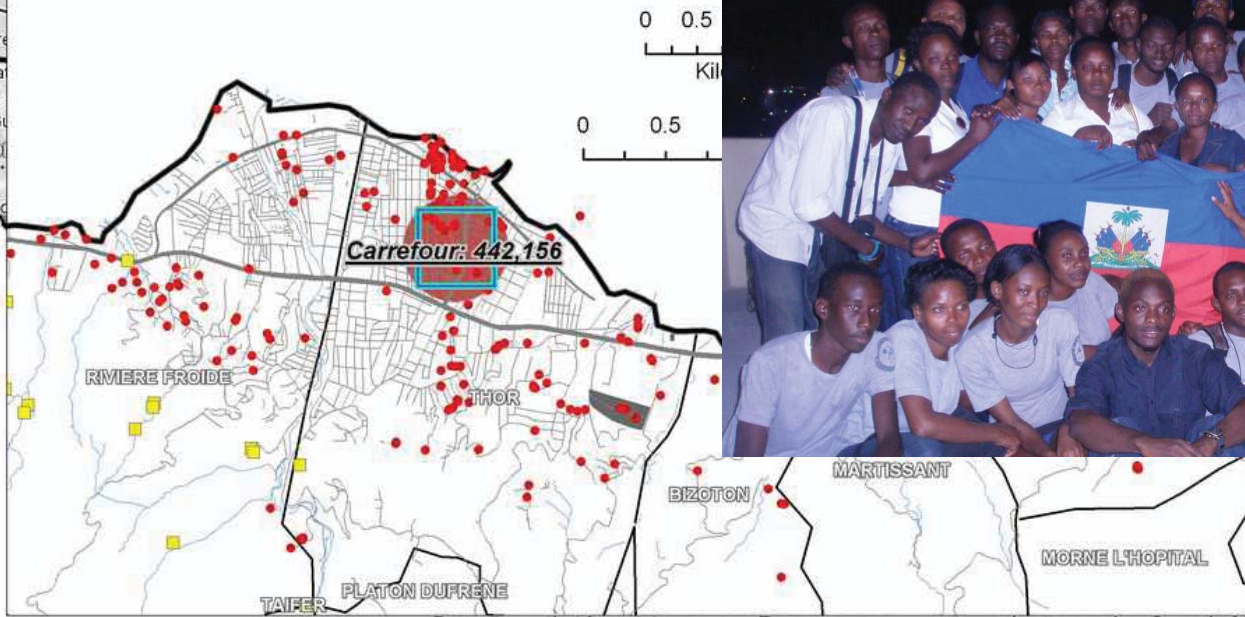 0 0.5
Kil
0 0.5
Carrefour: 442,156
RIVIERE FROIDE
THOR
MARTISSANT
BIZOTON
MORNE L'HOPITAL
PLATON DUFRENE
TAIFER